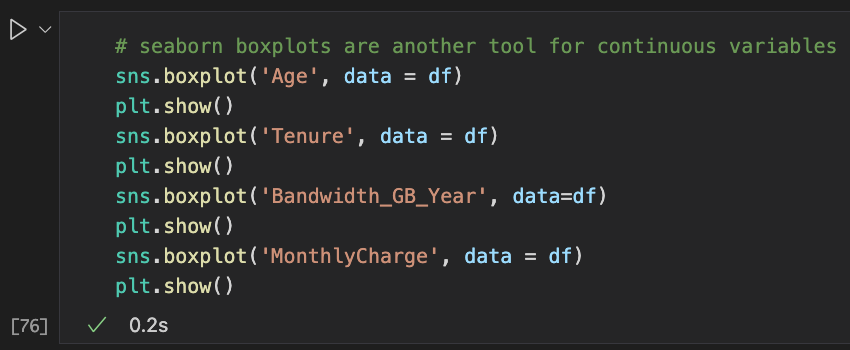 # seaborn boxplots are another tool for continuous variables
sns.boxplot('Age', data = df)
plt.show()
sns.boxplot('Tenure', data = df)
plt.show()
sns.boxplot('Bandwidth_GB_Year', data=df)
plt.show()
sns.boxplot('MonthlyCharge', data = df)
plt.show()
[76] 0.2s